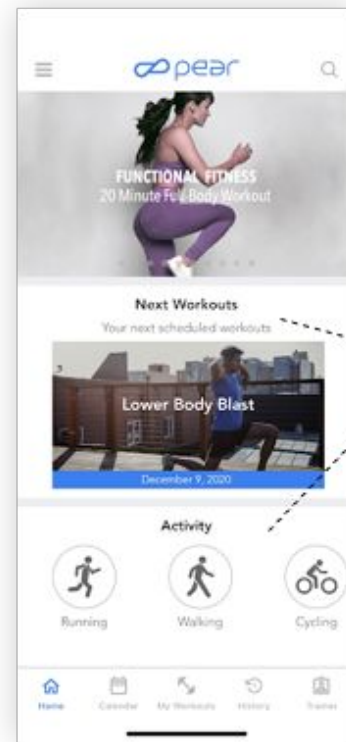 pear
FUNCTIONAL FITNESS
20 Minute Full Body Workout
Next Workouts
Your next scheduled workouts
Lower Body Blast
December 9, 2020
Activity
Running Walking Cycling
Home Calendar My Workouts History Trainer